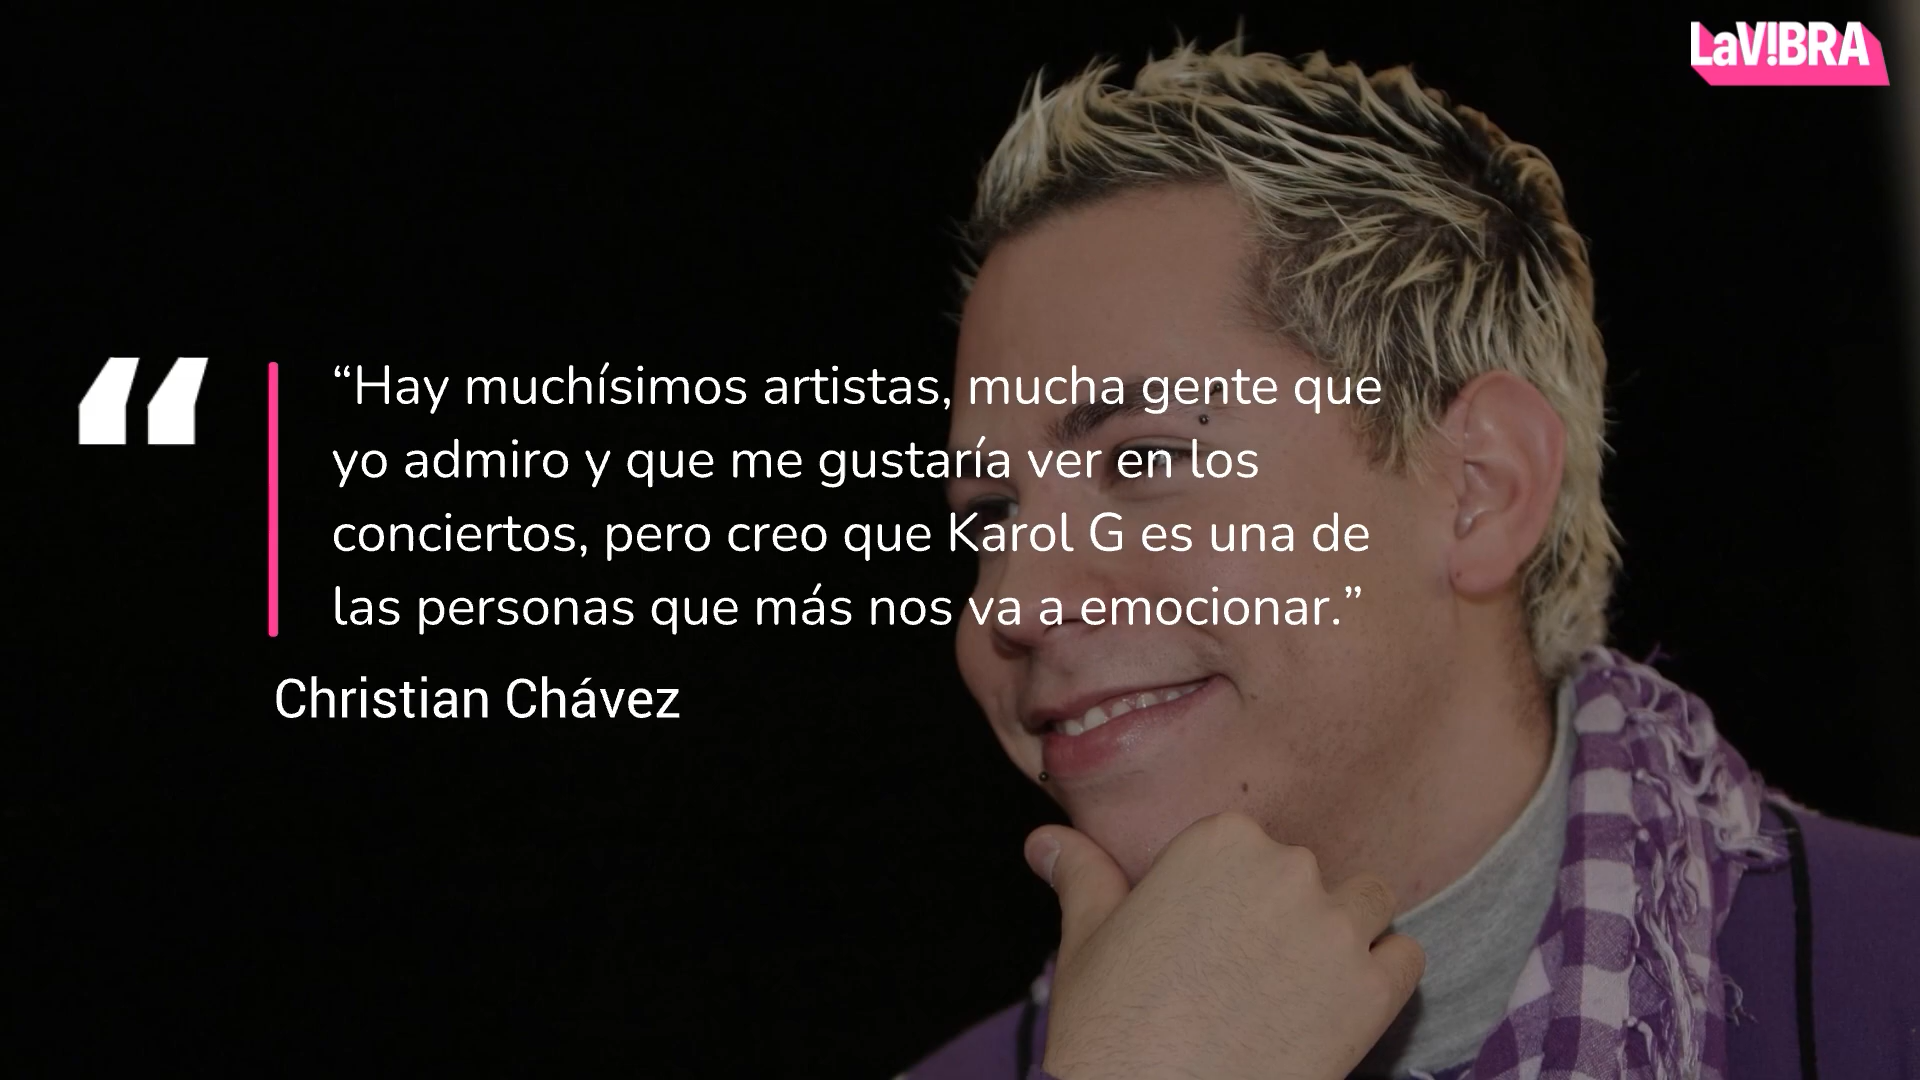 LaV!BRA
“
“Hay muchísimos artistas, mucha gente que
yo admiro y que me gustaría ver en los
conciertos, pero creo que Karol G es una de
las personas que más nos va a emocionar.”
Christian Chávez